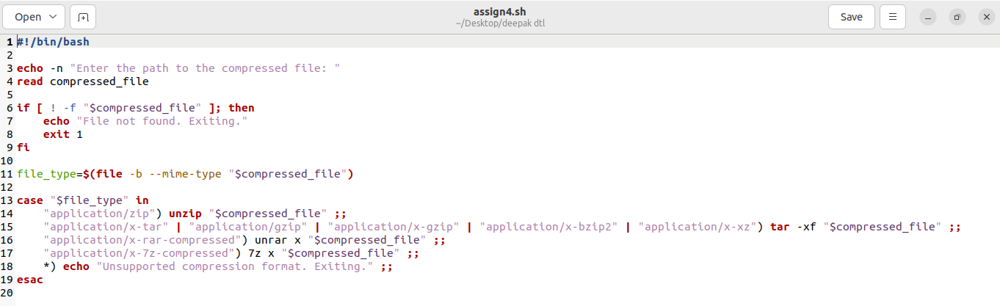 Open
assign4.sh
~/Desktop/deepak dtl
Save
1 #!/bin/bash
2
3 echo -n "Enter the path to the compressed file: "
4 read compressed_file
5
6 if [ ! -f "$compressed_file" ]; then
7     echo "File not found. Exiting."
8     exit 1
9 fi
10
11 file_type=$(file -b --mime-type "$compressed_file")
12
13 case "$file_type" in
14     "application/zip") unzip "$compressed_file" ;;
15     "application/x-tar" | "application/gzip" | "application/x-gzip" | "application/x-bzip2" | "application/x-xz") tar -xf "$compressed_file" ;;
16     "application/x-rar-compressed") unrar x "$compressed_file" ;;
17     "application/x-7z-compressed") 7z x "$compressed_file" ;;
18     *) echo "Unsupported compression format. Exiting." ;;
19 esac
20